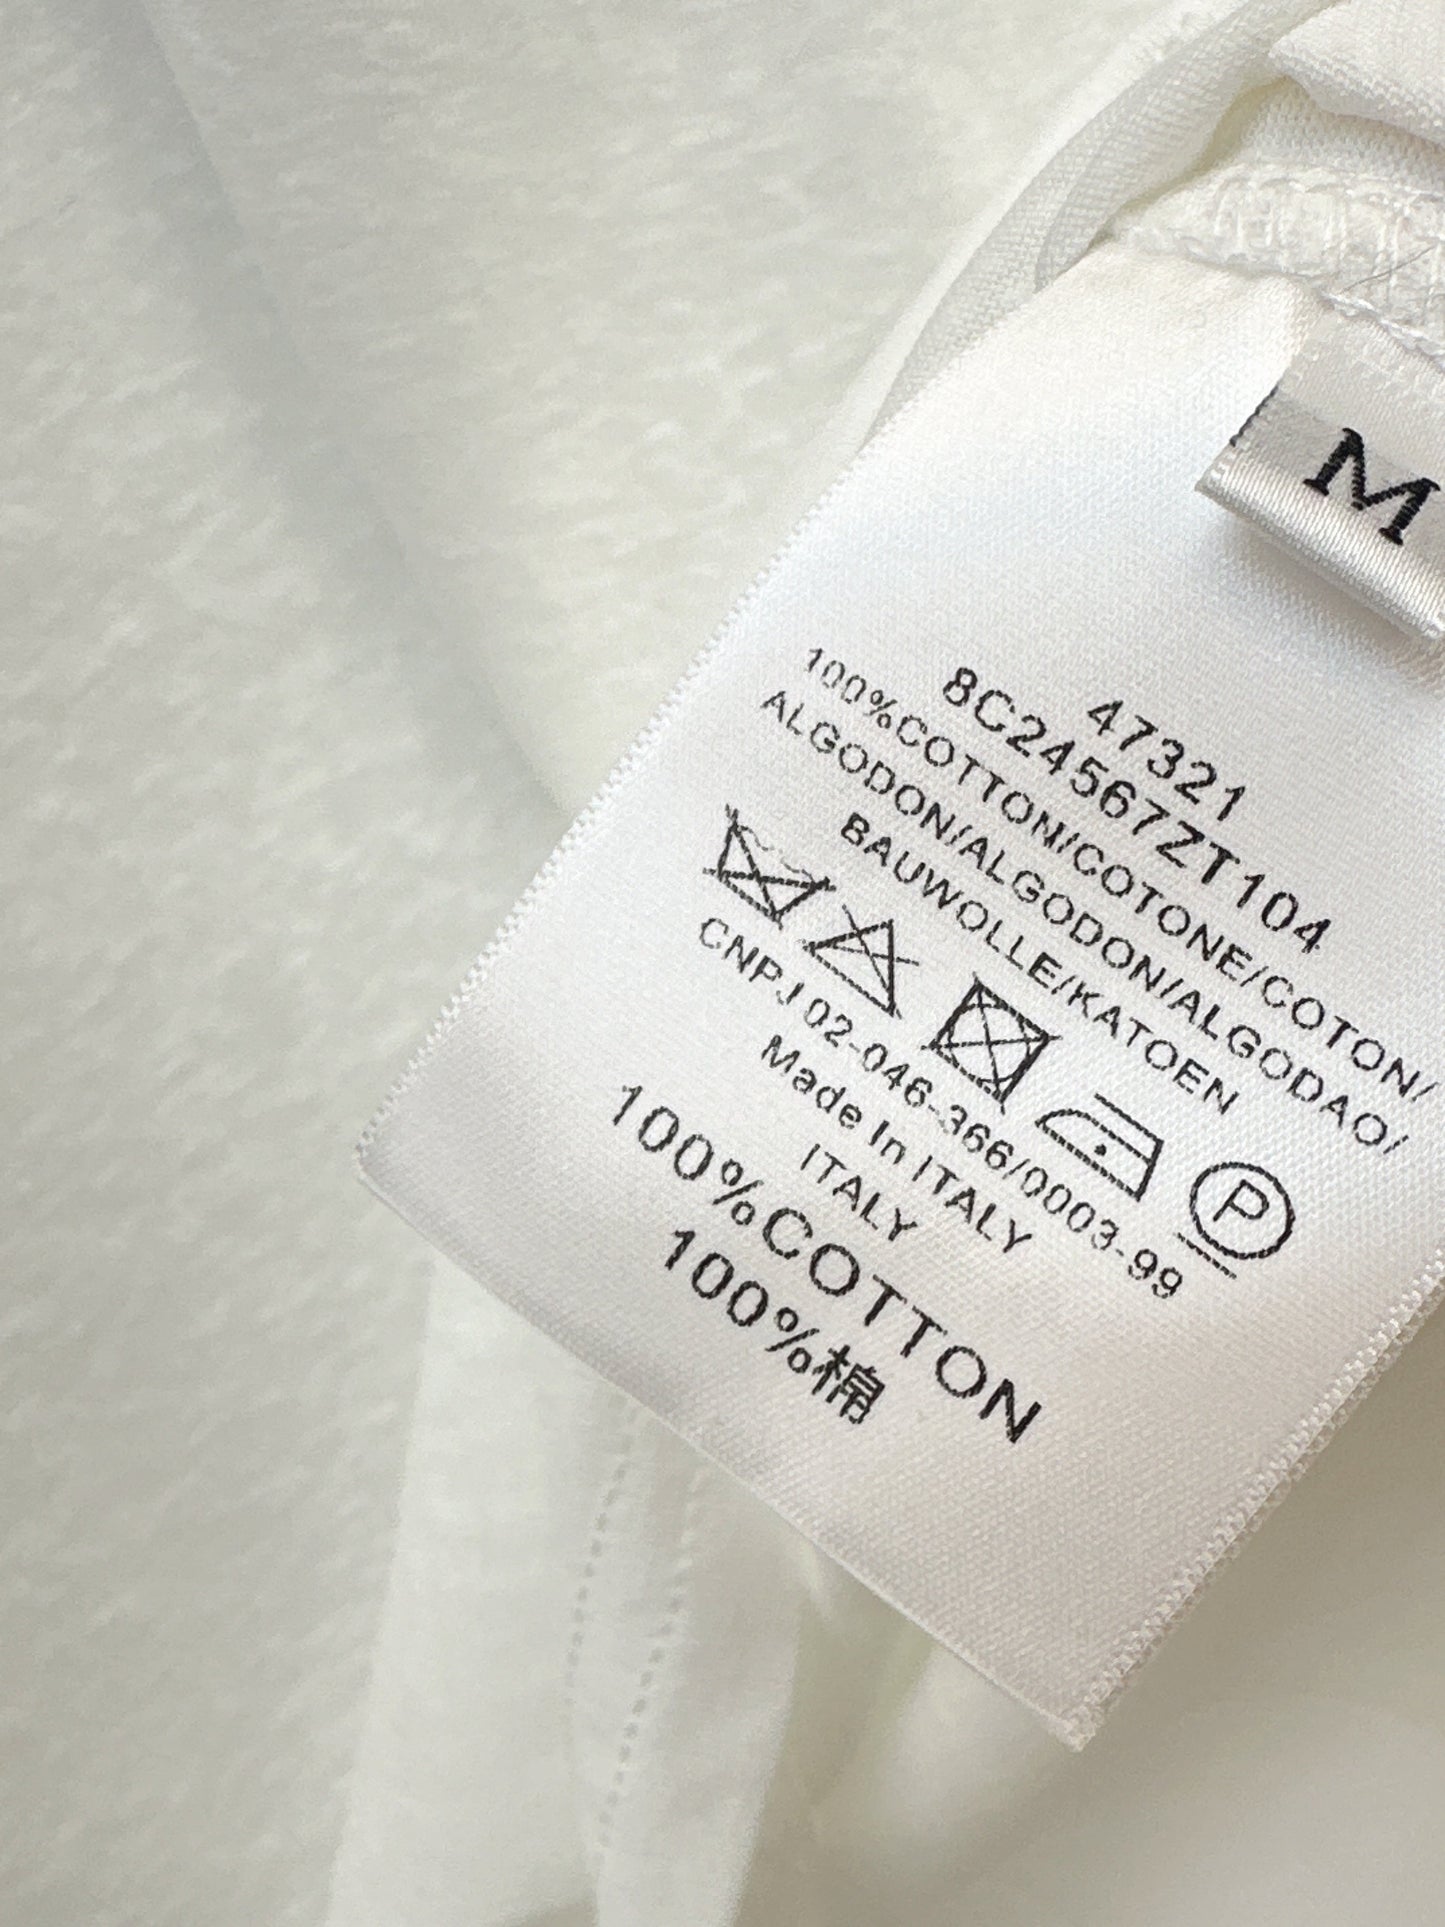 M
47321
8C24567ZT104
100%COTTON/COTONE/COTON/
ALGODON/ALGODON/ALGODAO/
BAUWOLLE/KATOEN
P
CNPJ 02-046-366/0003-99
Made In ITALY
ITALY
100%COTTON
100%棉